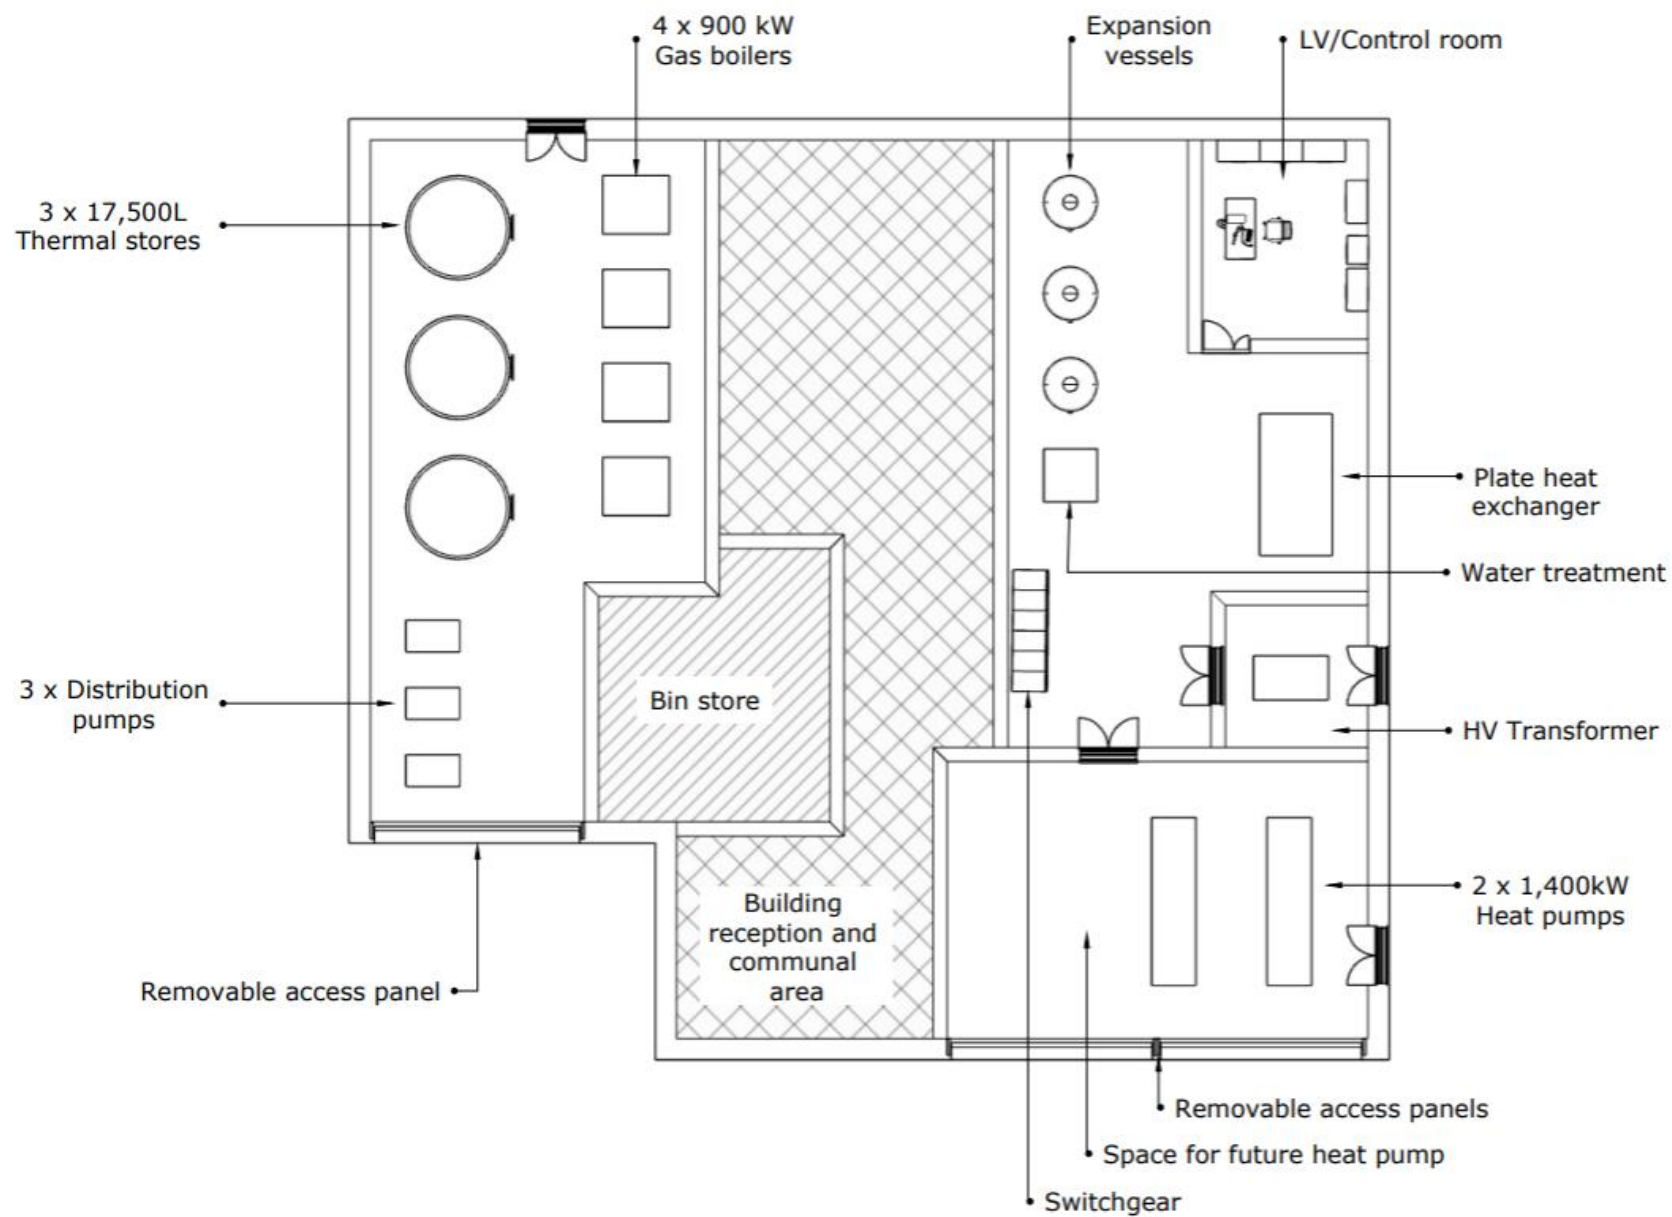 4 x 900 kW
Gas boilers
Expansion
vessels
LV/Control room
3 x 17,500L
Thermal stores
Plate heat
exchanger
Water treatment
3 x Distribution
pumps
Bin store
HV Transformer
Building
reception and
communal
area
2 x 1,400kW
Heat pumps
Removable access panel
Removable access panels
Space for future heat pump
Switchgear